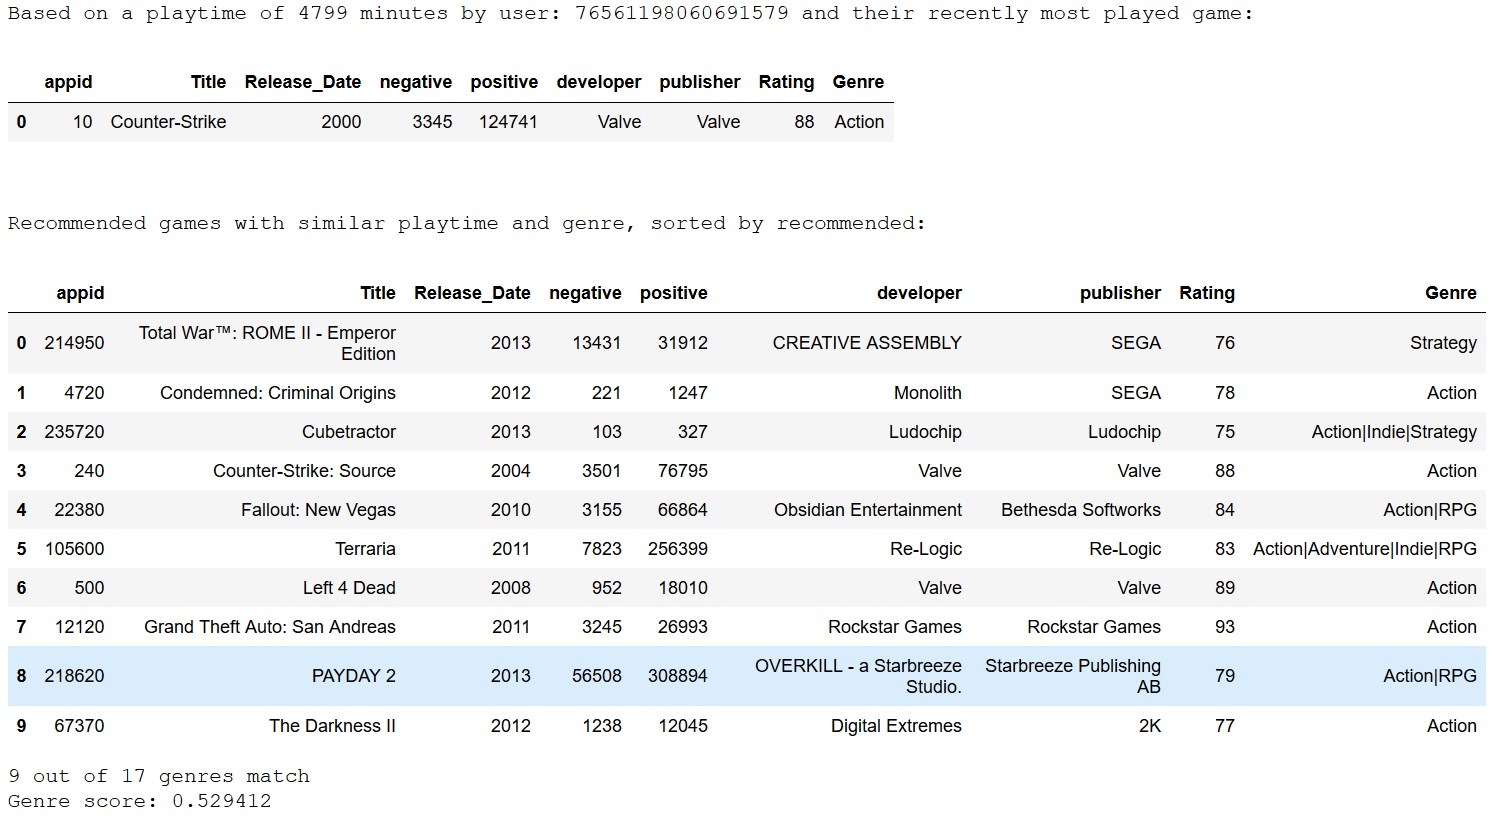 Based on a playtime of 4799 minutes by user: 76561198060691579 and their recently most played game:
appid Title Release_Date negative positive developer publisher Rating Genre
0 10 Counter-Strike 2000 3345 124741 Valve Valve 88 Action
Recommended games with similar playtime and genre, sorted by recommended:
appid Title Release_Date negative positive developer publisher Rating Genre
0 214950 Total War™: ROME II - Emperor Edition 2013 13431 31912 CREATIVE ASSEMBLY SEGA 76 Strategy
1 4720 Condemned: Criminal Origins 2012 221 1247 Monolith SEGA 78 Action
2 235720 Cubetractor 2013 103 327 Ludochip Ludochip 75 Action|Indie|Strategy
3 240 Counter-Strike: Source 2004 3501 76795 Valve Valve 88 Action
4 22380 Fallout: New Vegas 2010 3155 66864 Obsidian Entertainment Bethesda Softworks 84 Action|RPG
5 105600 Terraria 2011 7823 256399 Re-Logic Re-Logic 83 Action|Adventure|Indie|RPG
6 500 Left 4 Dead 2008 952 18010 Valve Valve 89 Action
7 12120 Grand Theft Auto: San Andreas 2011 3245 26993 Rockstar Games Rockstar Games 93 Action
8 218620 PAYDAY 2 2013 56508 308894 OVERKILL - a Starbreeze Studio. Starbreeze Publishing AB 79 Action|RPG
9 67370 The Darkness II 2012 1238 12045 Digital Extremes 2K 77 Action
9 out of 17 genres match
Genre score: 0.529412